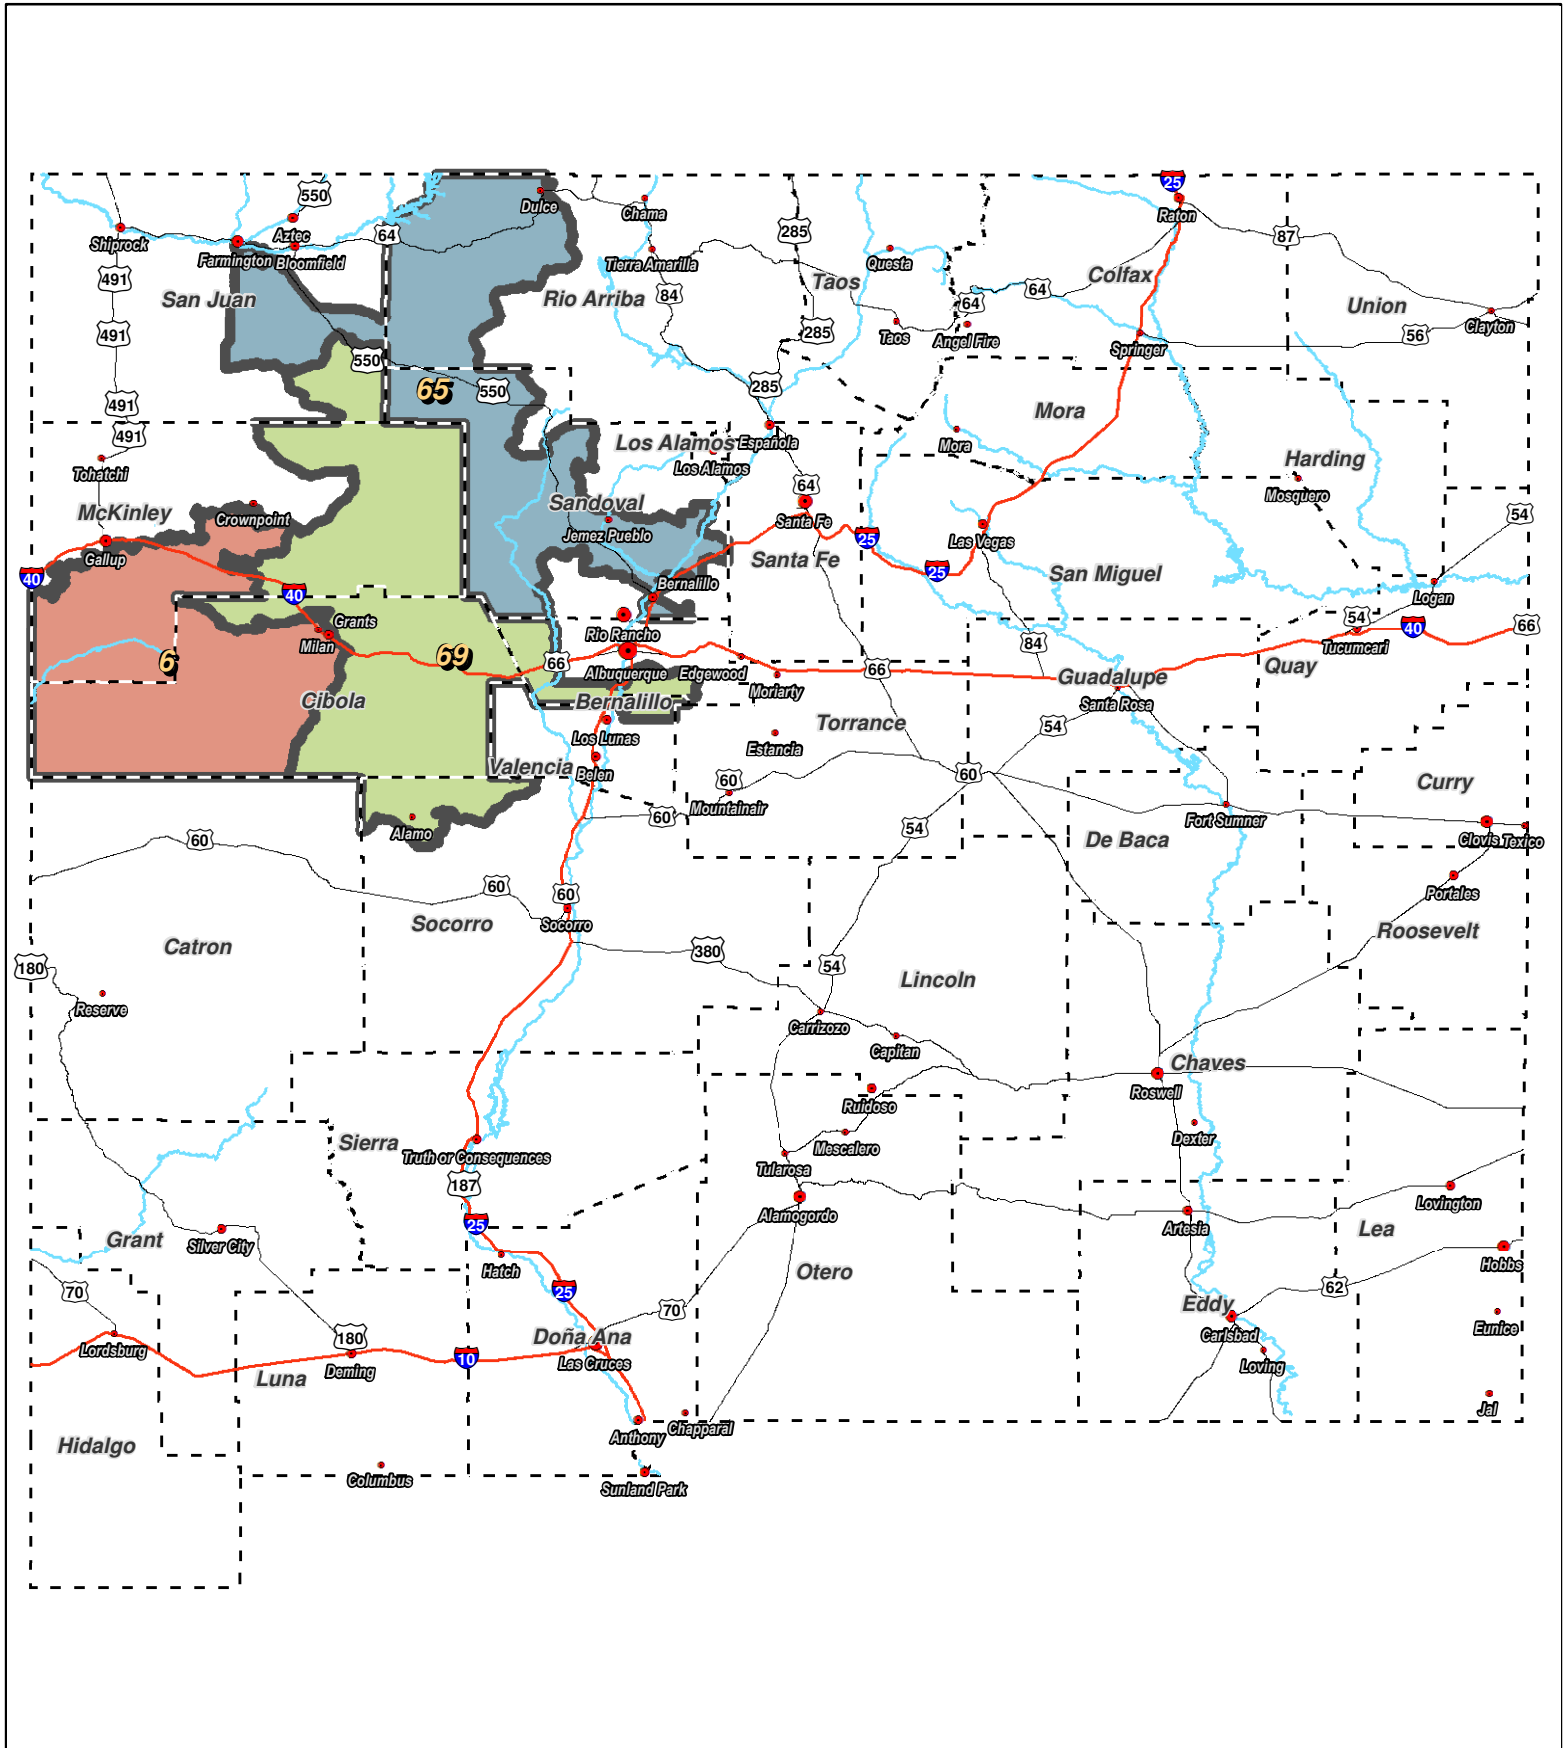 25
550
Dulce
Chama
Raton
Shiprock
Aztec
64
285
87
Farmington
Bloomfield
Tierra Amarilla
Questa
491
San Juan
Rio Arriba
84
Taos
Colfax
64
64
Union
Clayton
491
550
285
Taos
Angel Fire
Springer
56
491
65
550
285
Mora
491
Los Alamos
Española
Mora
Tohatchi
Los Alamos
Harding
Mosquero
McKinley
Crownpoint
Sandoval
64
Santa Fe
54
Gallup
Jemez Pueblo
25
Las Vegas
40
Santa Fe
25
San Miguel
40
Bernalillo
Logan
Grants
Milan
Rio Rancho
54
40
66
Tucumcari
6
69
66
84
Albuquerque
Edgewood
66
Guadalupe
Quay
Cibola
Bernalillo
Moriarty
Santa Rosa
Los Lunas
Torrance
54
Estancia
Valencia
Belen
60
60
Curry
Mountainair
60
Fort Sumner
Alamo
60
54
De Baca
Clovis
Texico
60
60
Portales
Socorro
Socorro
Roosevelt
Catron
380
180
54
Lincoln
Reserve
Carrizozo
Capitan
Chaves
Roswell
Ruidoso
Dexter
Sierra
Mescalero
Truth or Consequences
Tularosa
187
Lovington
Alamogordo
25
Artesia
Lea
Grant
Silver City
Hatch
Otero
Hobbs
70
25
62
70
Eddy
Eunice
Lordsburg
180
Doña Ana
Carlsbad
10
Las Cruces
Loving
Luna
Deming
Jal
Hidalgo
Anthony
Chapparal
Columbus
Sunland Park